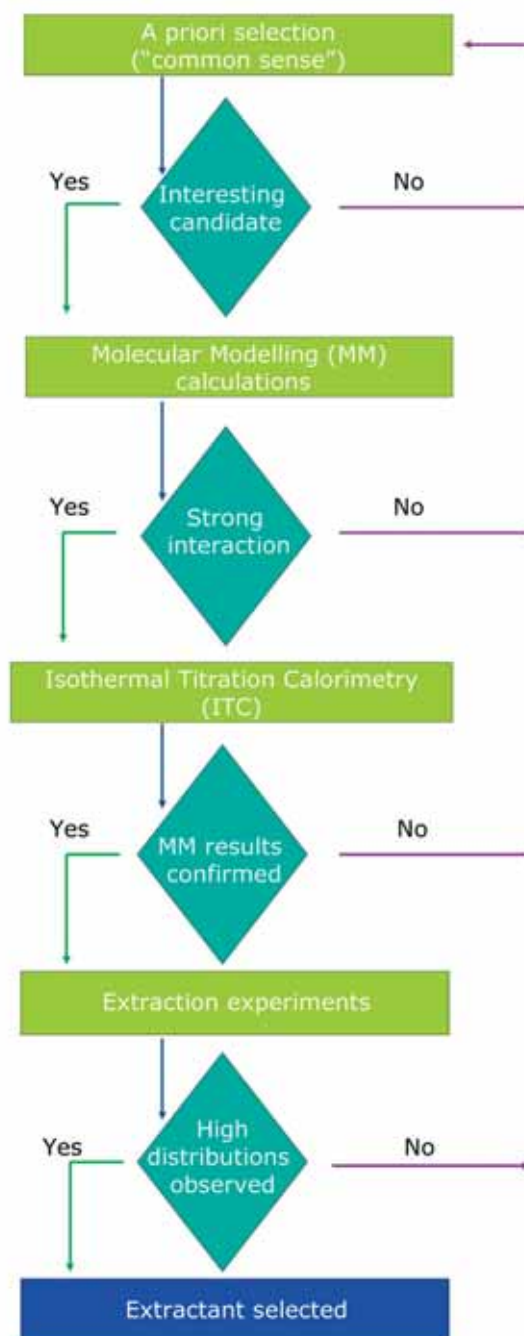 A priori selection
("common sense")
Yes
No
Interesting
candidate
Molecular Modelling (MM)
calculations
Yes
No
Strong
interaction
Isothermal Titration Calorimetry
(ITC)
Yes
No
MM results
confirmed
Extraction experiments
Yes
No
High
distributions
observed
Extractant selected